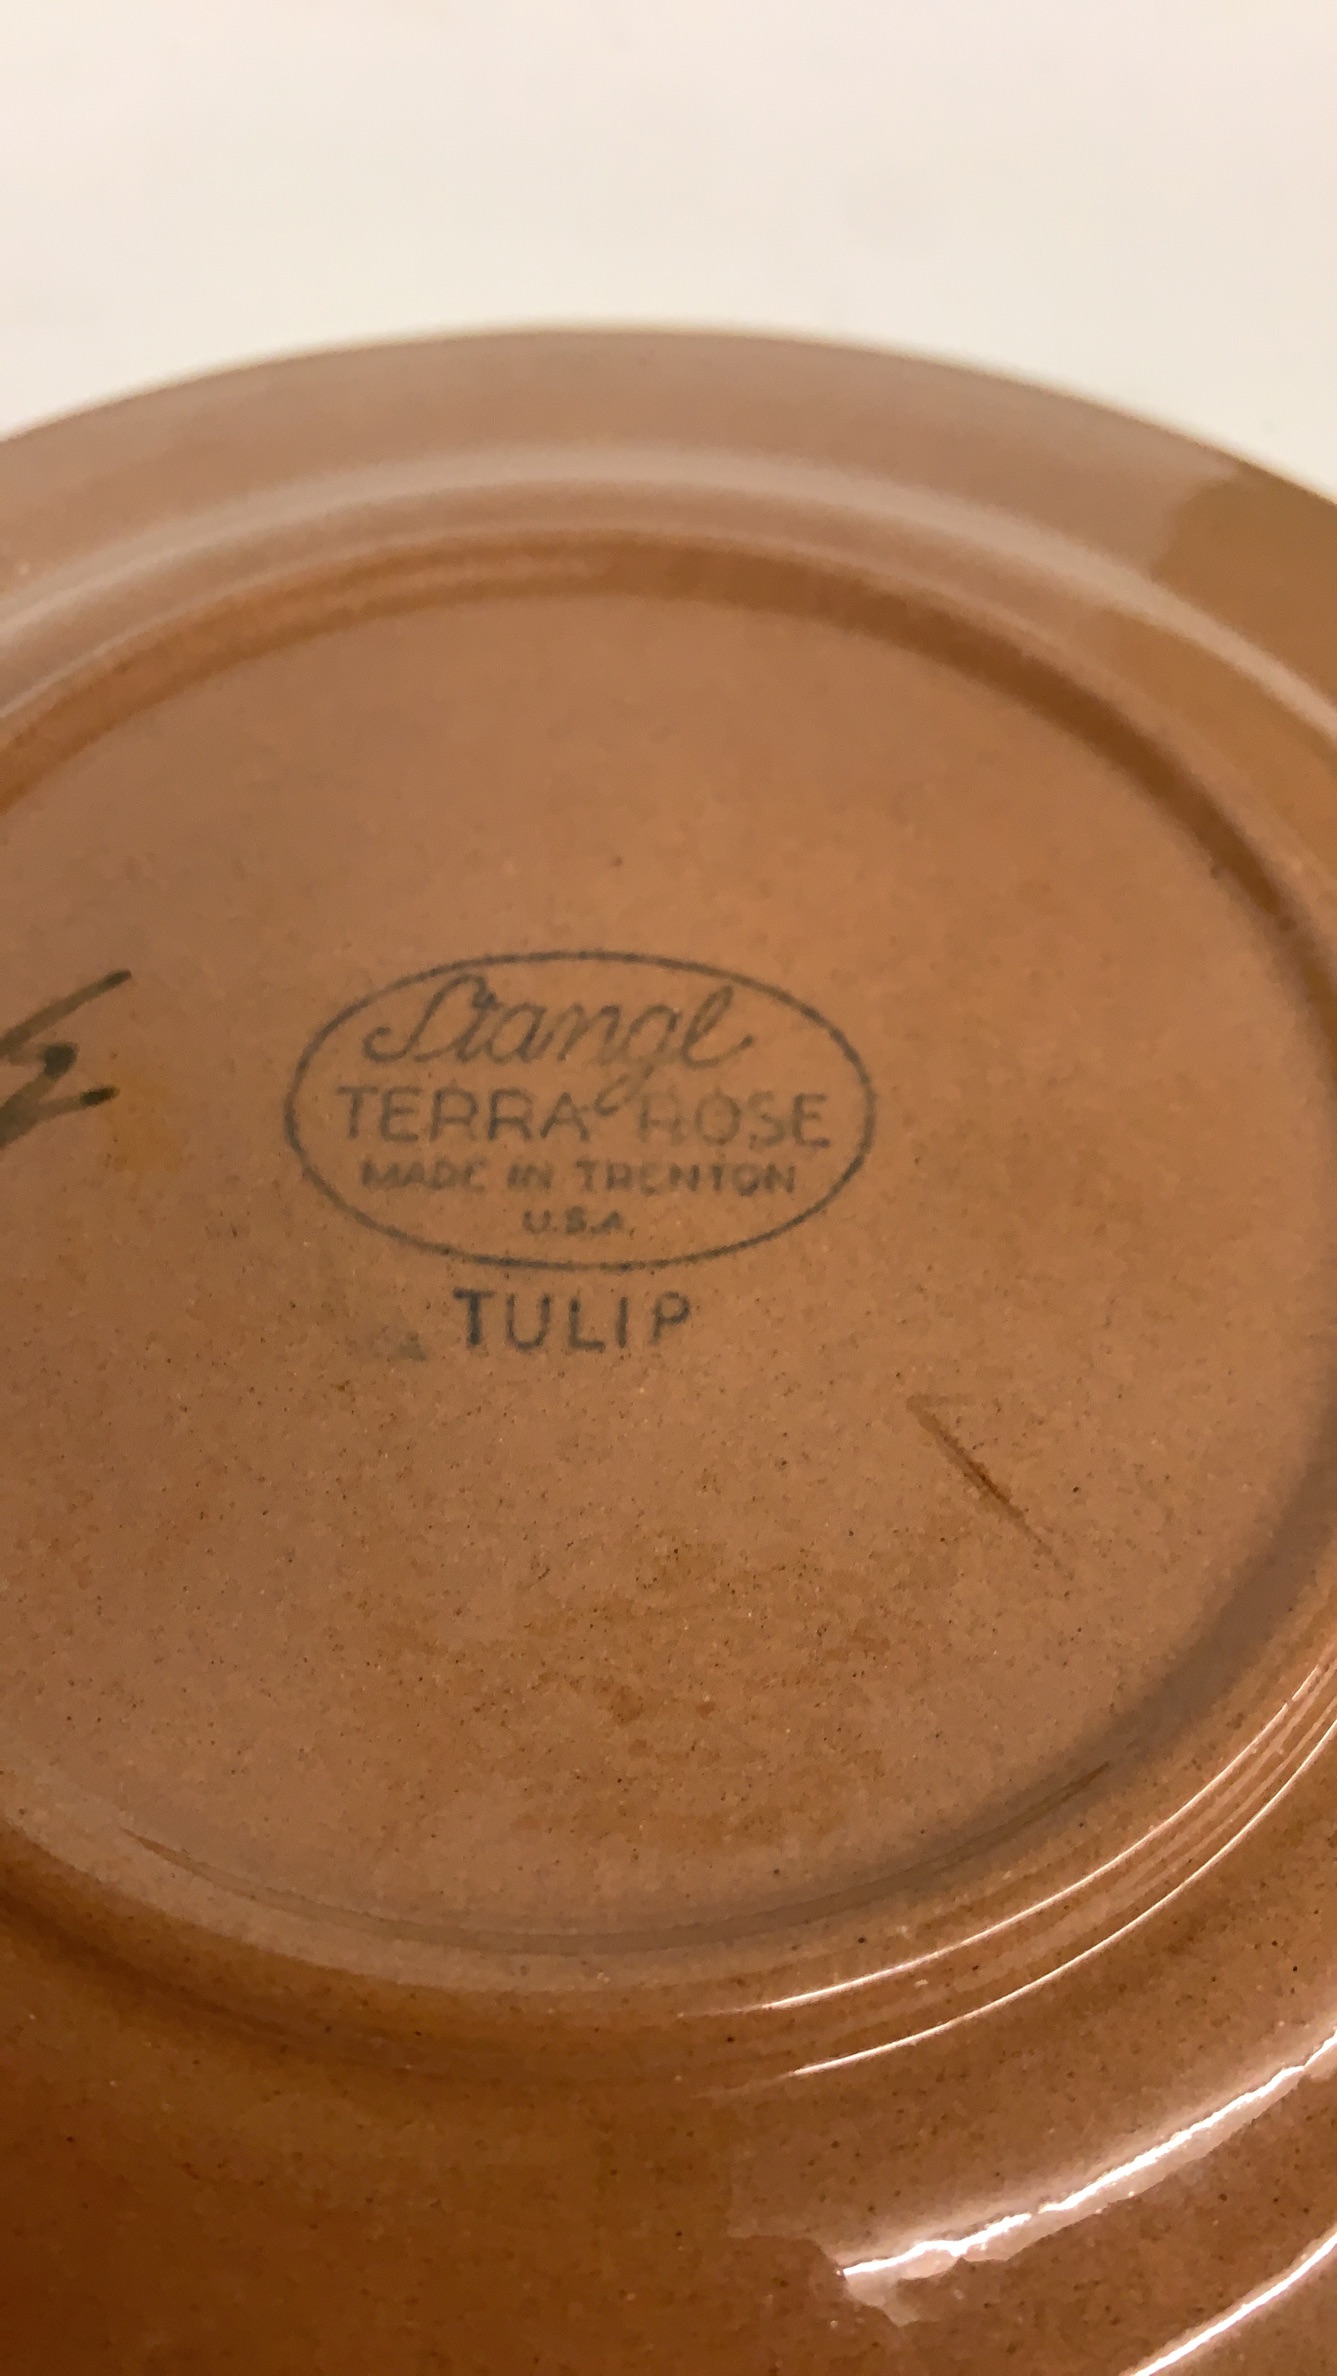 Stangl
TERRA ROSE
MADE IN TRENTON
U.S.A.
TULIP